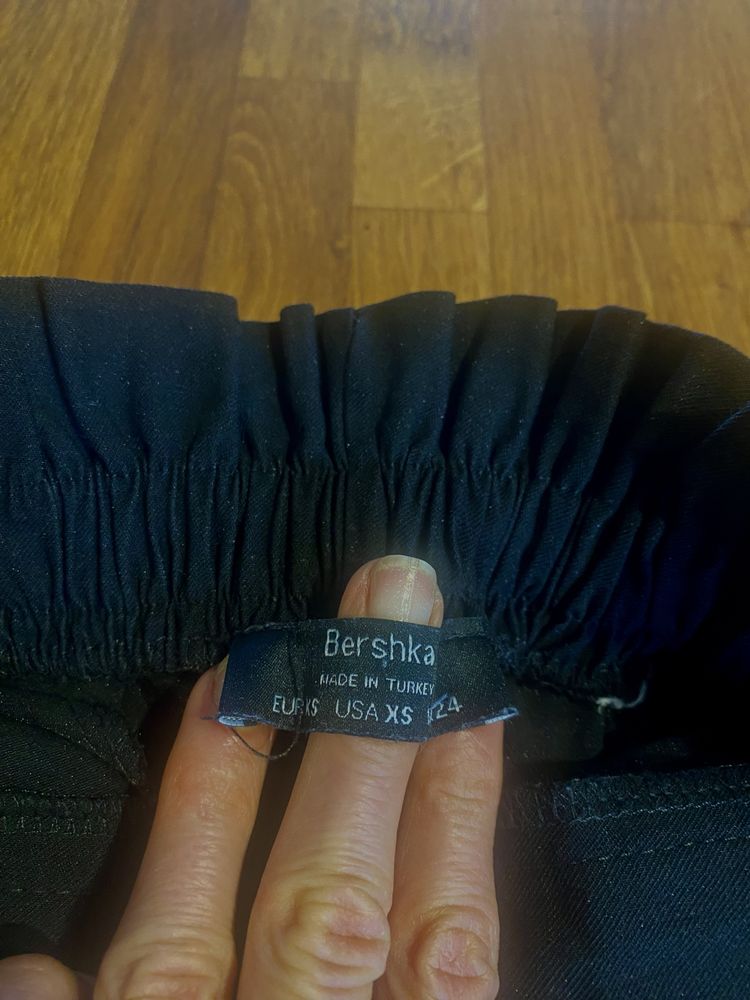 Bershka
MADE IN TURKEY
EUR XS USA XS 24